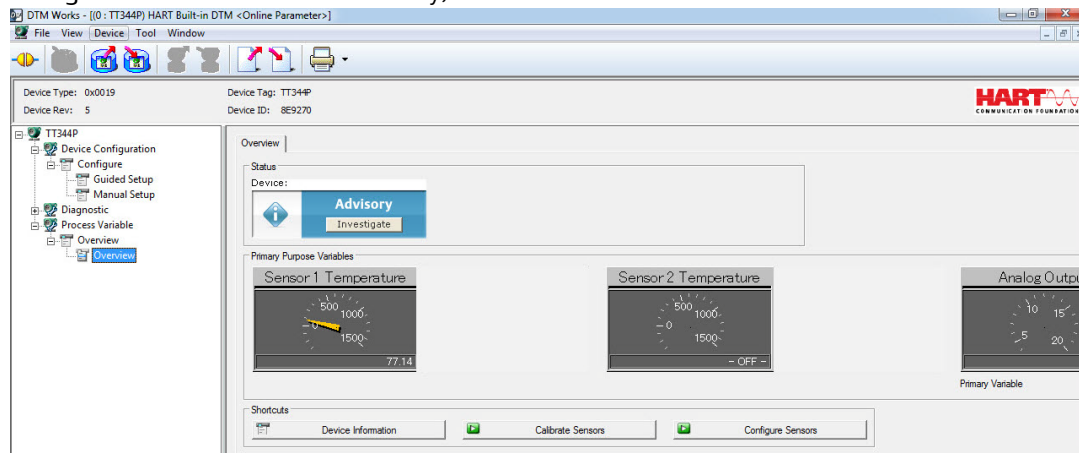 DTM Works - [(0 : TT344P) HART Built-in DTM <Online Parameter>]
File View Device Tool Window
Device Type: 0x0019
Device Tag: TT344P
Device Rev: 5
Device ID: 8E9270
HART
COMMUNICATION FOUNDATION
TT344P
Device Configuration
Configure
Guided Setup
Manual Setup
Diagnostic
Process Variable
Overview
Overview
Overview
Status
Device:
Advisory
Investigate
Primary Purpose Variables
Sensor 1 Temperature
500
1000
0
1500
77.14
Sensor 2 Temperature
500
1000
0
1500
- OFF -
Analog Outpu
10
15
5
20
Primary Variable
Shortcuts
Device Information
Calibrate Sensors
Configure Sensors